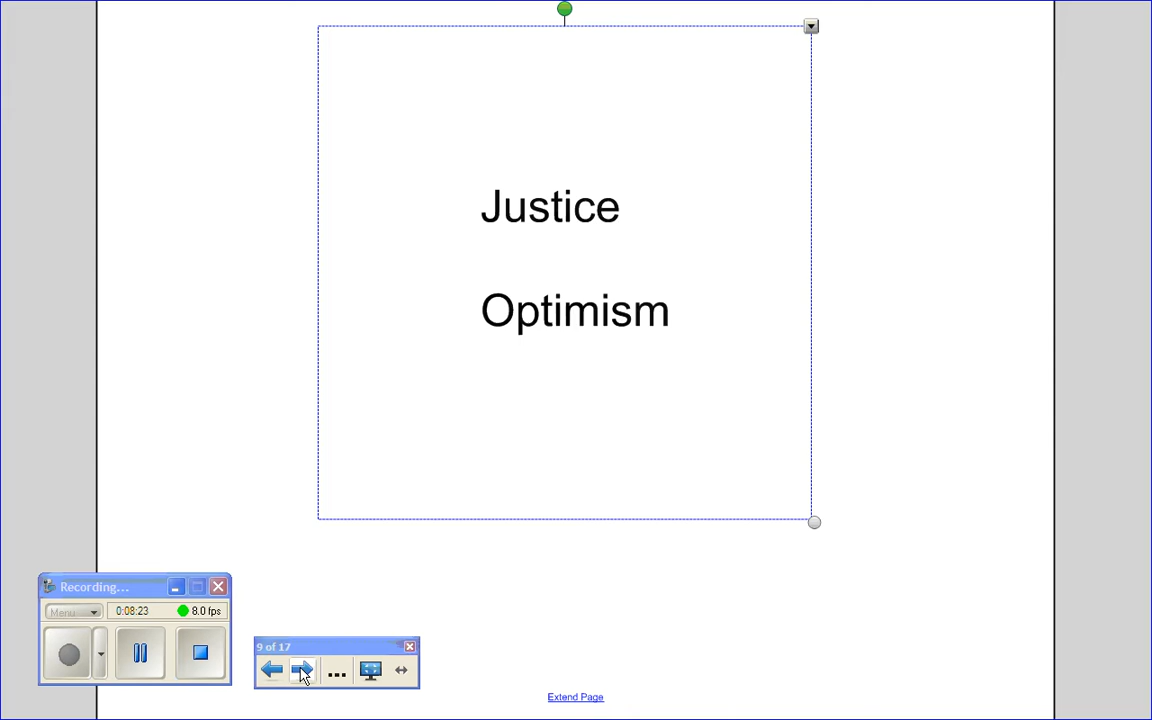 Justice
Optimism
Recording...
Menu
0:08:23
8.0 fps
9 of 17
...
Extend Page